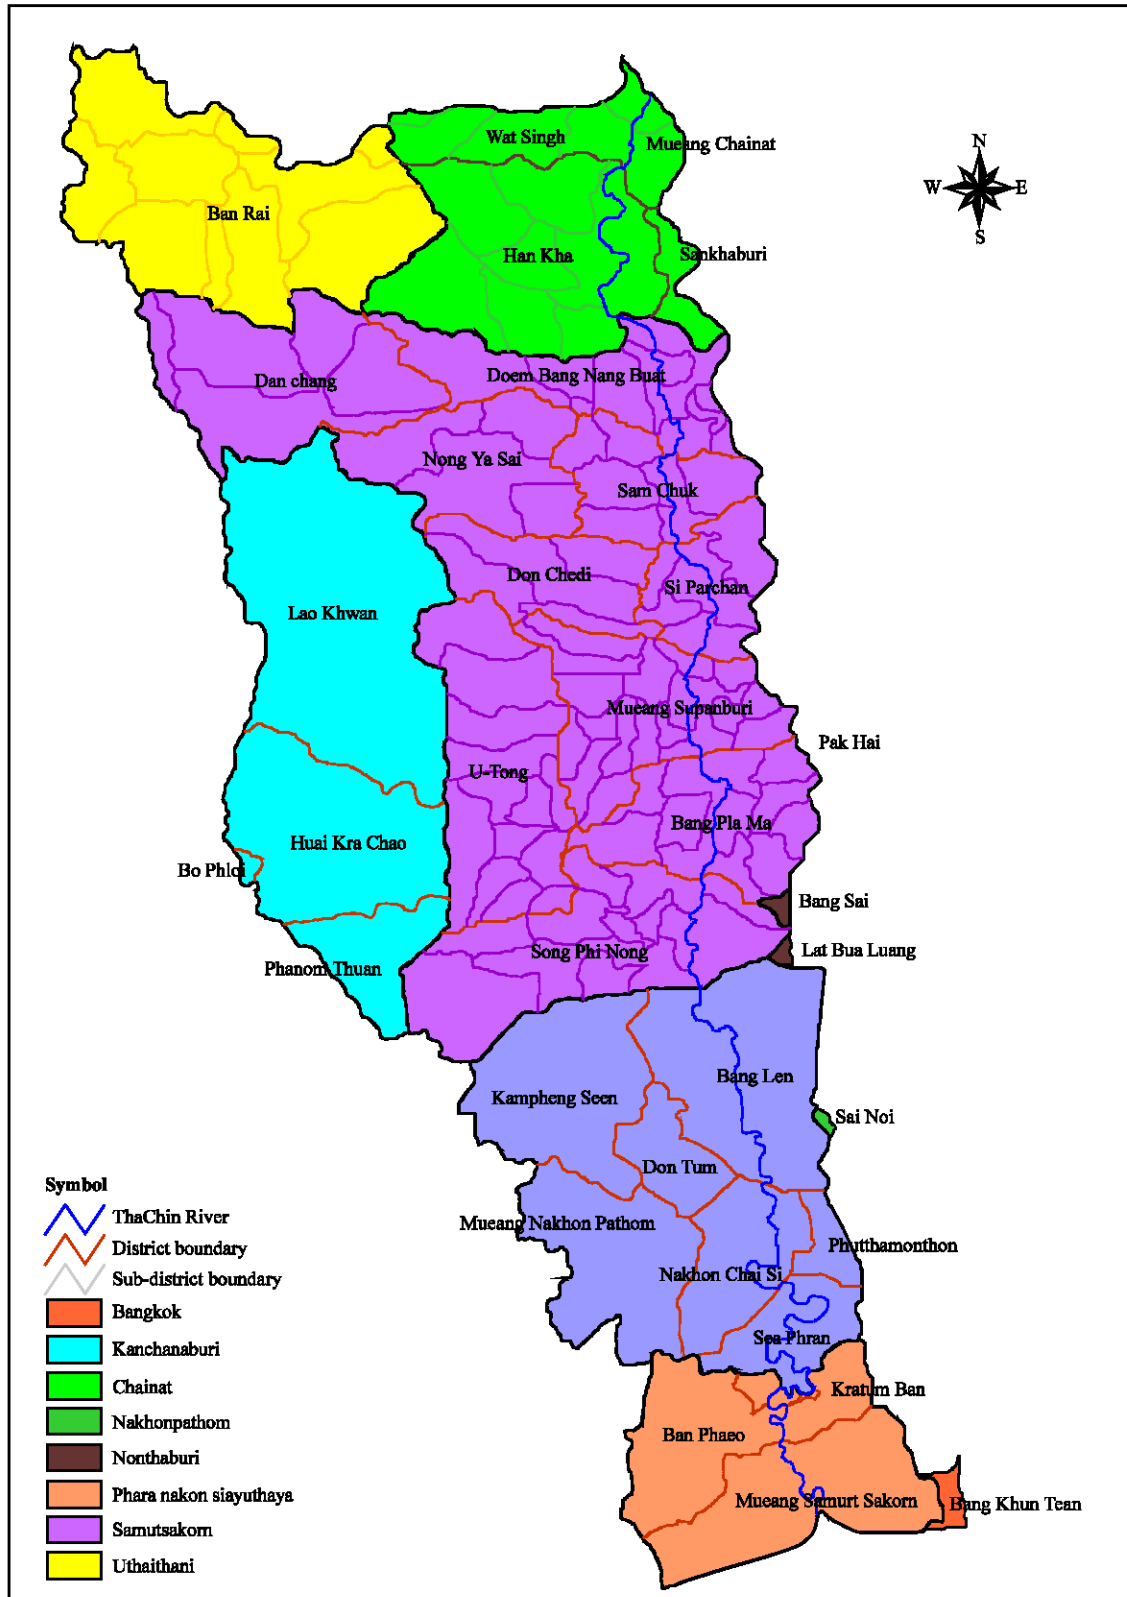 Wat Singh
Mueang Chainat
N
W
E
S
Ban Rai
Han Kha
Sankhaburi
Dan chang
Doem Bang Nang Buat
Nong Ya Sai
Sam Chuk
Don Chedi
Si Parchan
Lao Khwan
Mueang Supanburi
Pak Hai
U-Tong
Bang Pla Ma
Huai Kra Chao
Bo Phloi
Bang Sai
Song Phi Nong
Lat Bua Luang
Phanom Thuan
Bang Len
Kampheng Seen
Sai Noi
Don Tum
Mueang Nakhon Pathom
Phutthamonthon
Nakhon Chai Si
Sea Phran
Kratum Ban
Ban Phaeo
Mueang Samurt Sakorn
Bang Khun Tean
Symbol
ThaChin River
District boundary
Sub-district boundary
Bangkok
Kanchanaburi
Chainat
Nakhonpathom
Nonthaburi
Phara nakon siayuthaya
Samutsakorn
Uthaithani